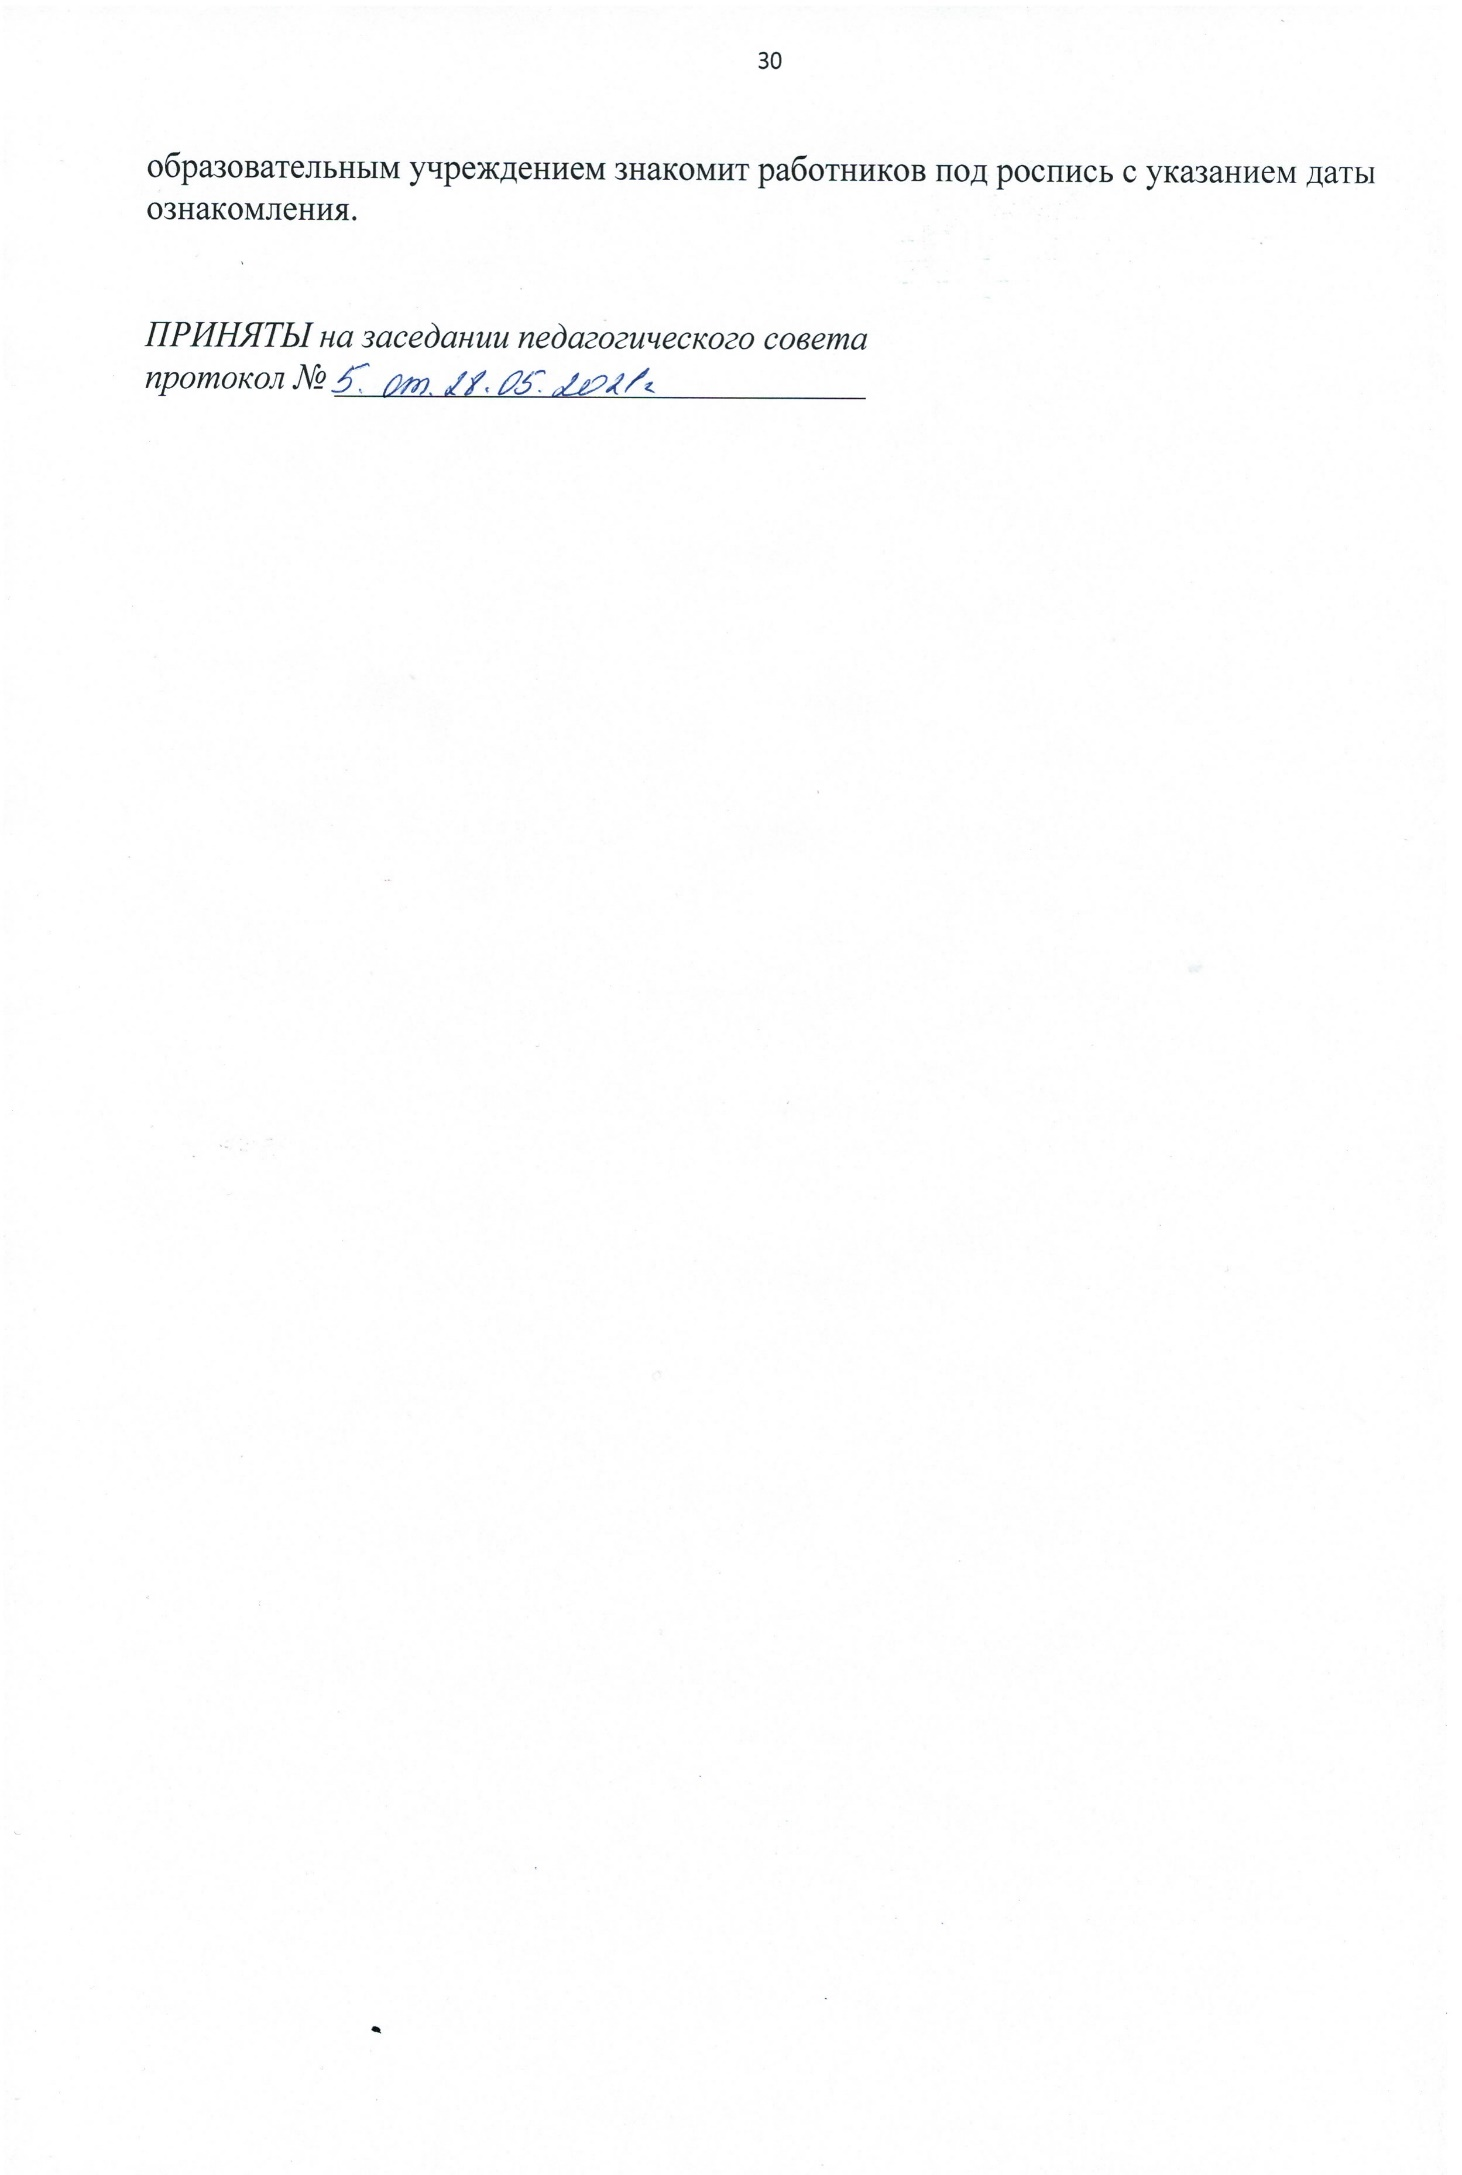 30
образовательным учреждением знакомит работников под роспись с указанием даты
ознакомления.
ПРИНЯТЫ на заседании педагогического совета
протокол № 5. от. 28.05.2021г